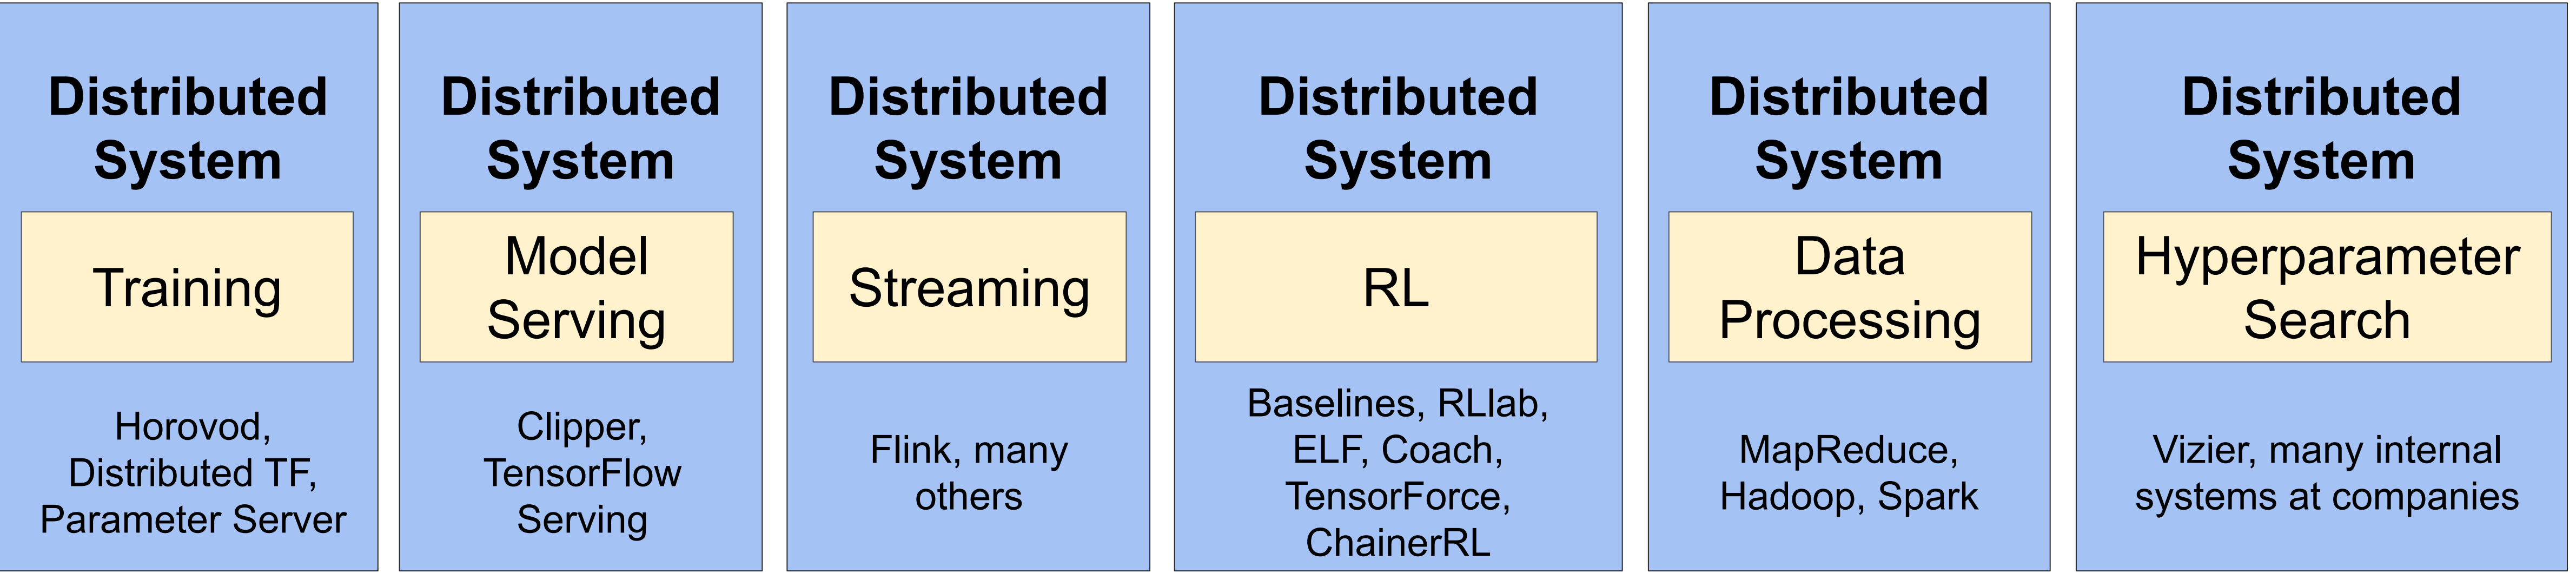 Distributed
System
Training
Horovod,
Distributed TF,
Parameter Server
Distributed
System
Model
Serving
Clipper,
TensorFlow
Serving
Distributed
System
Streaming
Flink, many
others
Distributed
System
RL
Baselines, RLlab,
ELF, Coach,
TensorForce,
ChainerRL
Distributed
System
Data
Processing
MapReduce,
Hadoop, Spark
Distributed
System
Hyperparameter
Search
Vizier, many internal
systems at companies